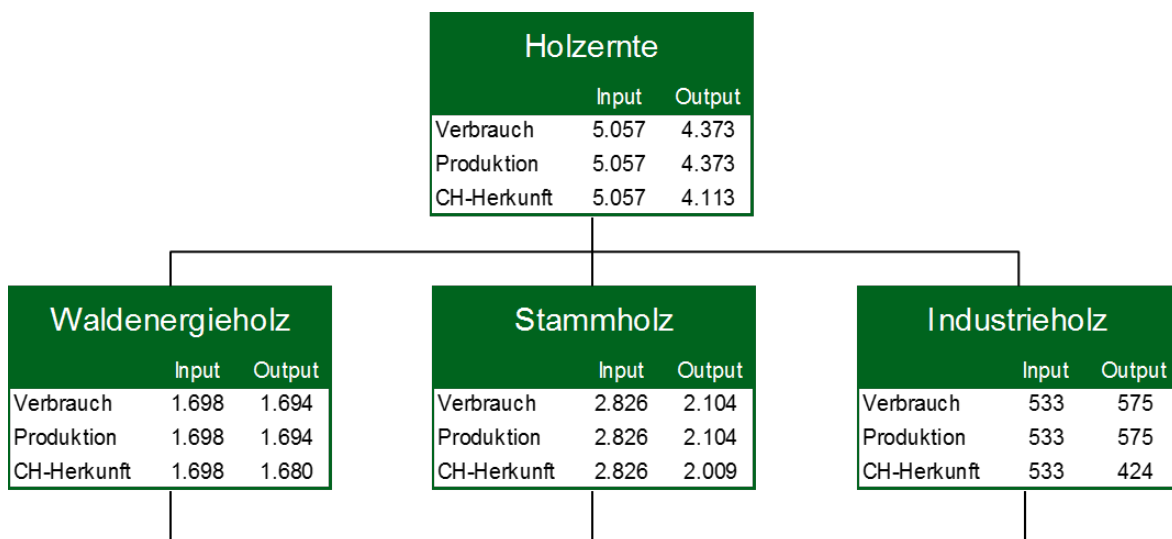 Holzernte
Input Output
Verbrauch 5.057 4.373
Produktion 5.057 4.373
CH-Herkunft 5.057 4.113
Waldenergieholz
Input Output
Verbrauch 1.698 1.694
Produktion 1.698 1.694
CH-Herkunft 1.698 1.680
Stammholz
Input Output
Verbrauch 2.826 2.104
Produktion 2.826 2.104
CH-Herkunft 2.826 2.009
Industrieholz
Input Output
Verbrauch 533 575
Produktion 533 575
CH-Herkunft 533 424